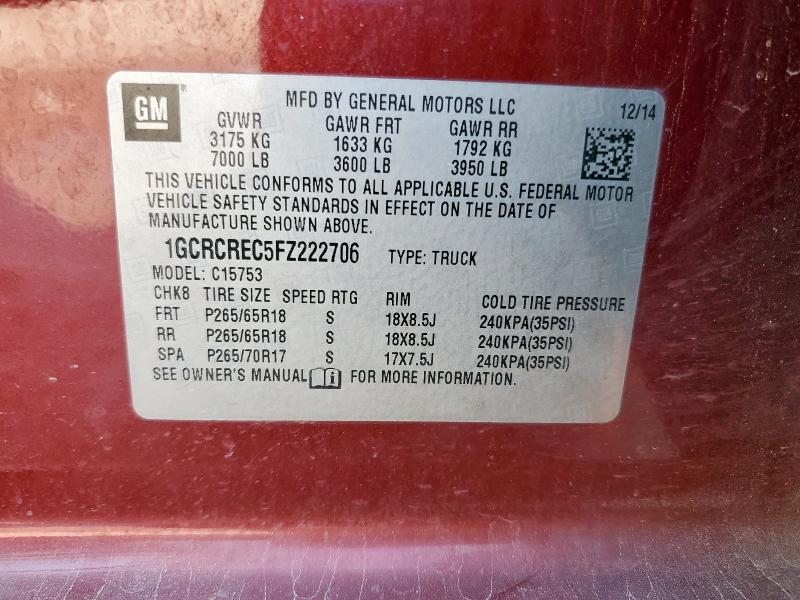 GM
MFD BY GENERAL MOTORS LLC
12/14
GVWR GAWR FRT GAWR RR
3175 KG 1633 KG 1792 KG
7000 LB 3600 LB 3950 LB
THIS VEHICLE CONFORMS TO ALL APPLICABLE U.S. FEDERAL MOTOR
VEHICLE SAFETY STANDARDS IN EFFECT ON THE DATE OF
MANUFACTURE SHOWN ABOVE.
1GCRCREC5FZ222706 TYPE: TRUCK
MODEL: C15753
CHK8 TIRE SIZE SPEED RTG RIM COLD TIRE PRESSURE
FRT P265/65R18 S 18X8.5J 240KPA(35PSI)
RR P265/65R18 S 18X8.5J 240KPA(35PSI)
SPA P265/70R17 S 17X7.5J 240KPA(35PSI)
SEE OWNER'S MANUAL FOR MORE INFORMATION.